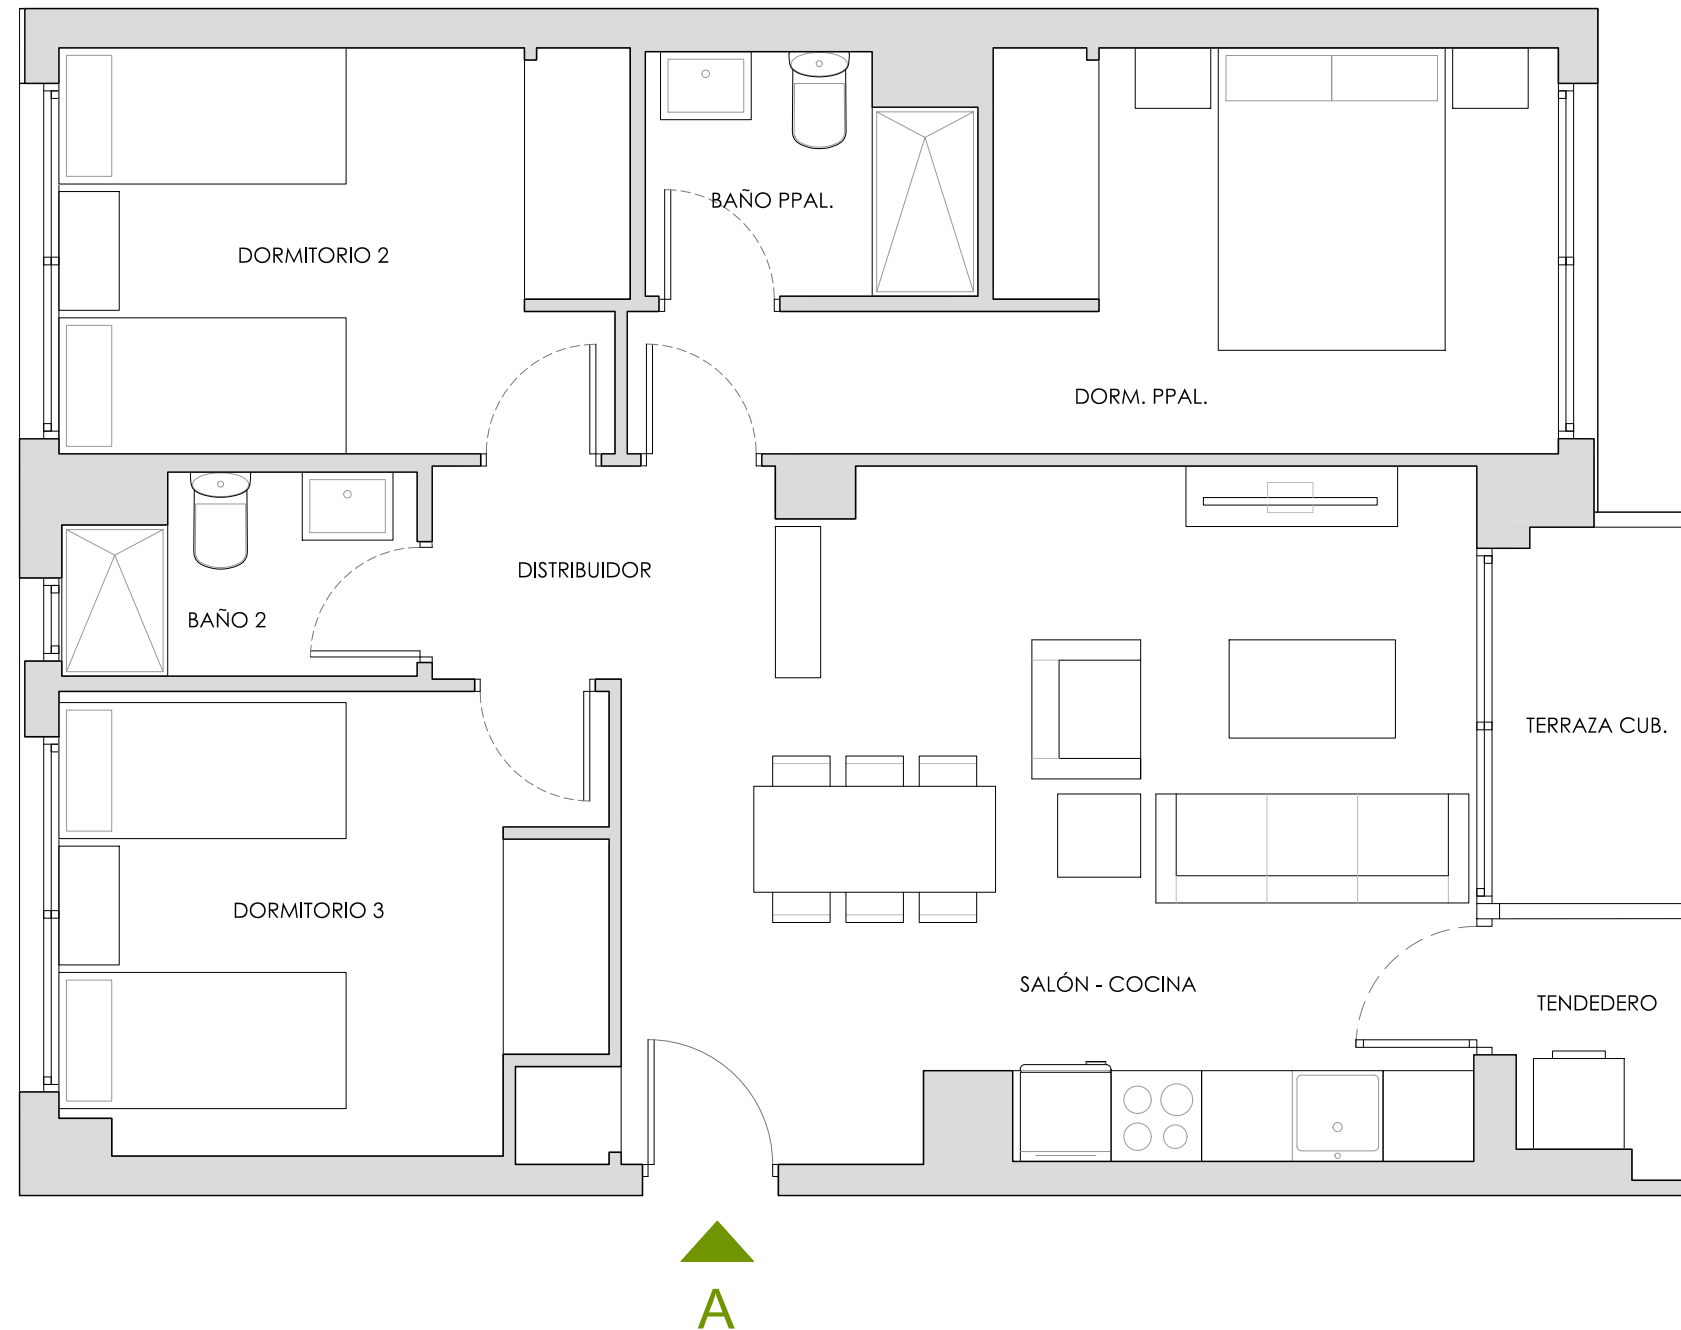 BAÑO PPAL.
DORMITORIO 2
DORM. PPAL.
DISTRIBUIDOR
BAÑO 2
TERRAZA CUB.
DORMITORIO 3
SALÓN - COCINA
TENDEDERO
A